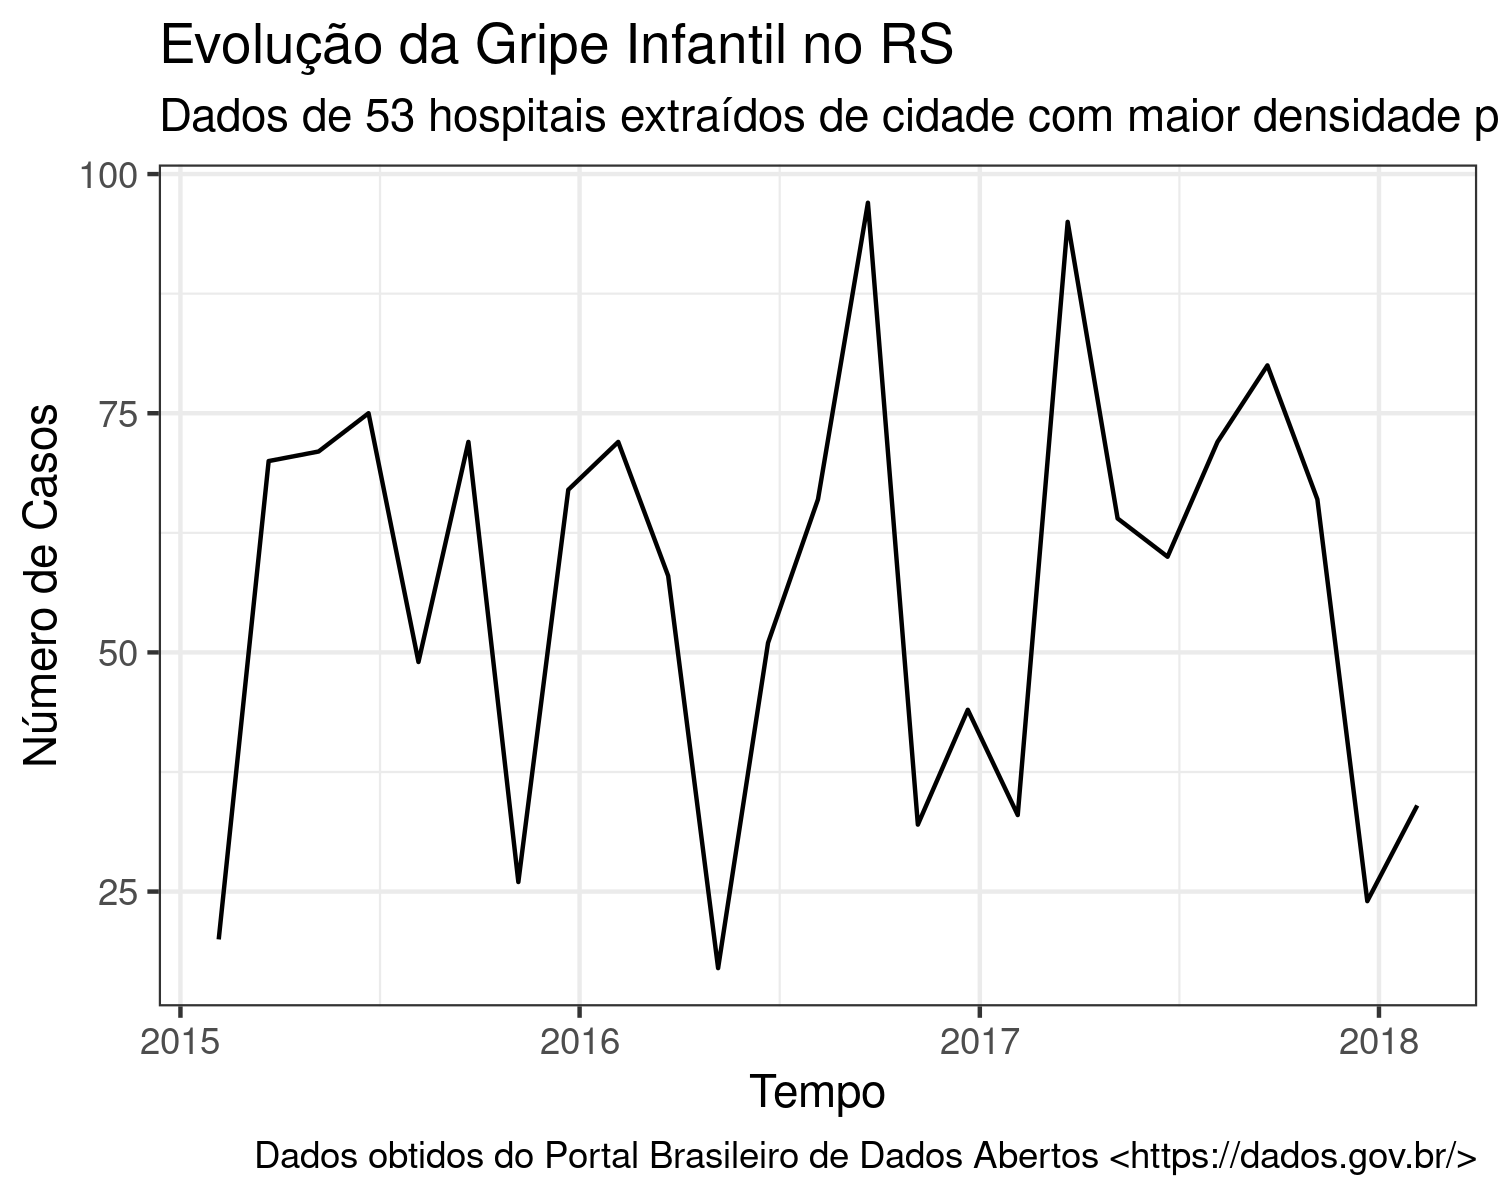 Evolução da Gripe Infantil no RS
Dados de 53 hospitais extraídos de cidade com maior densidade p
100
75
50
25
Número de Casos
2015 2016 2017 2018
Tempo
Dados obtidos do Portal Brasileiro de Dados Abertos <https://dados.gov.br/>